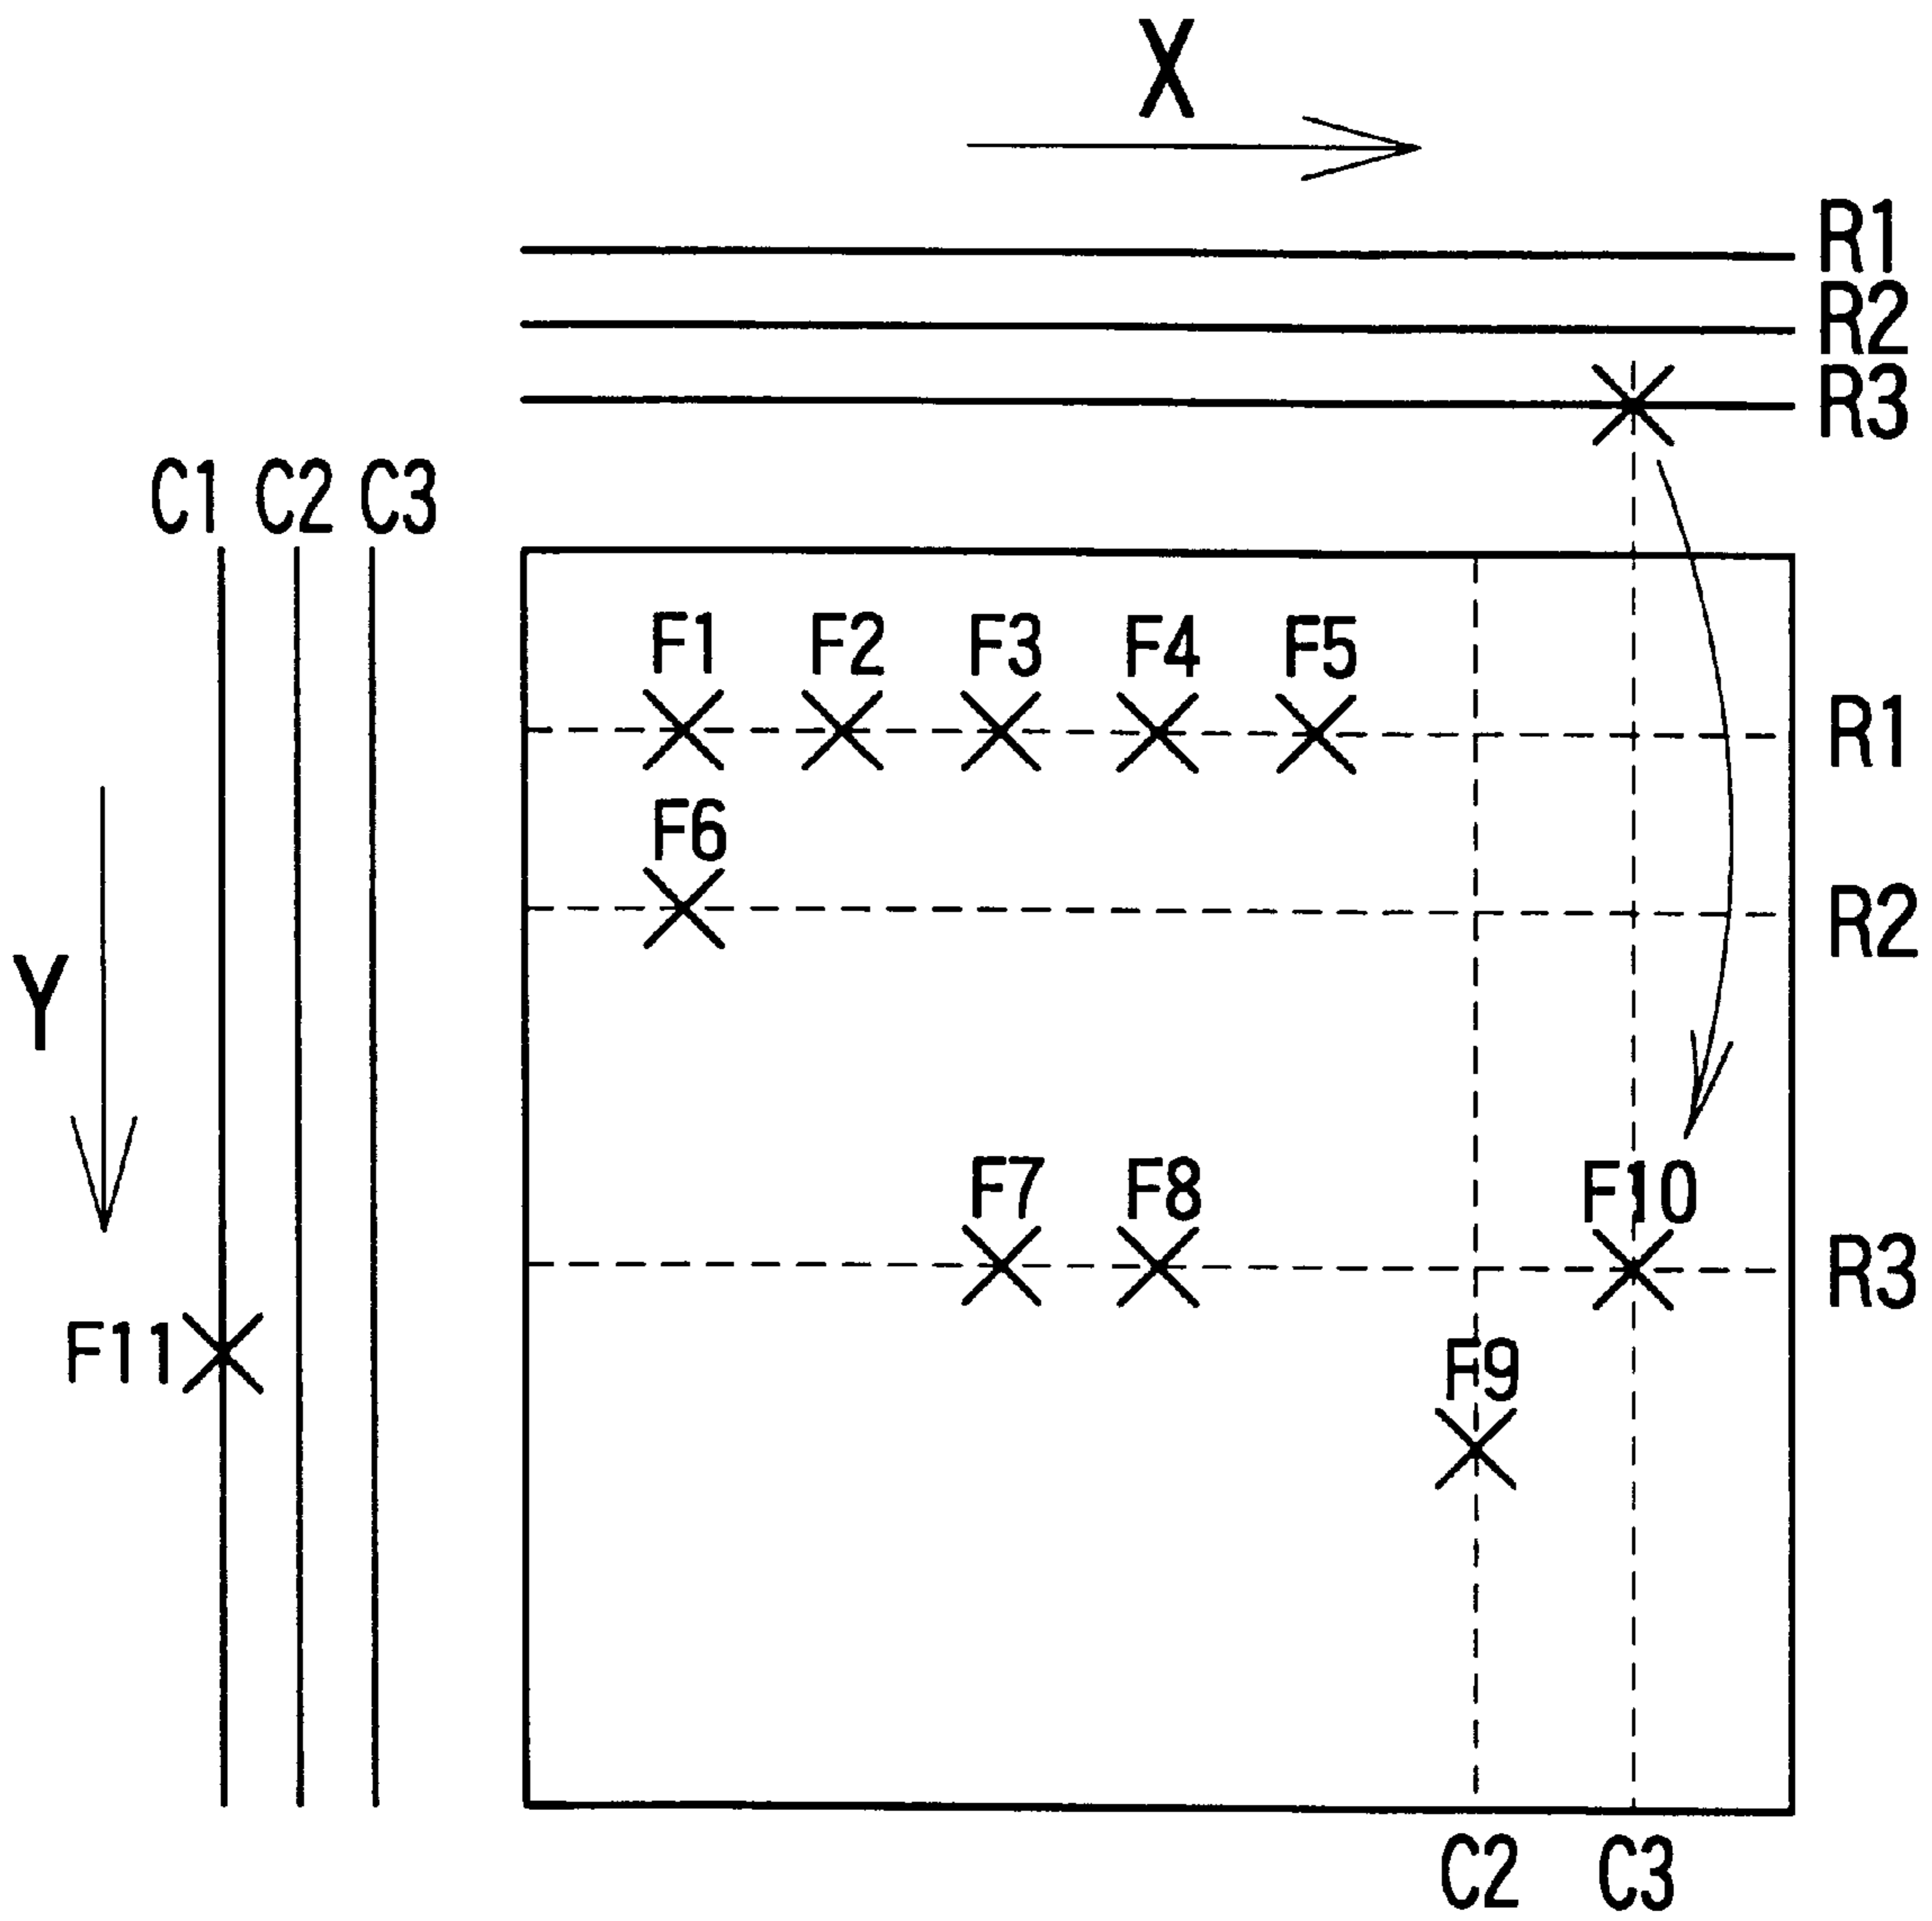 X
R1
R2
R3
C1 C2 C3
F1 F2 F3 F4 F5
R1
F6
R2
Y
F7 F8 F10
R3
F11
F9
C2 C3